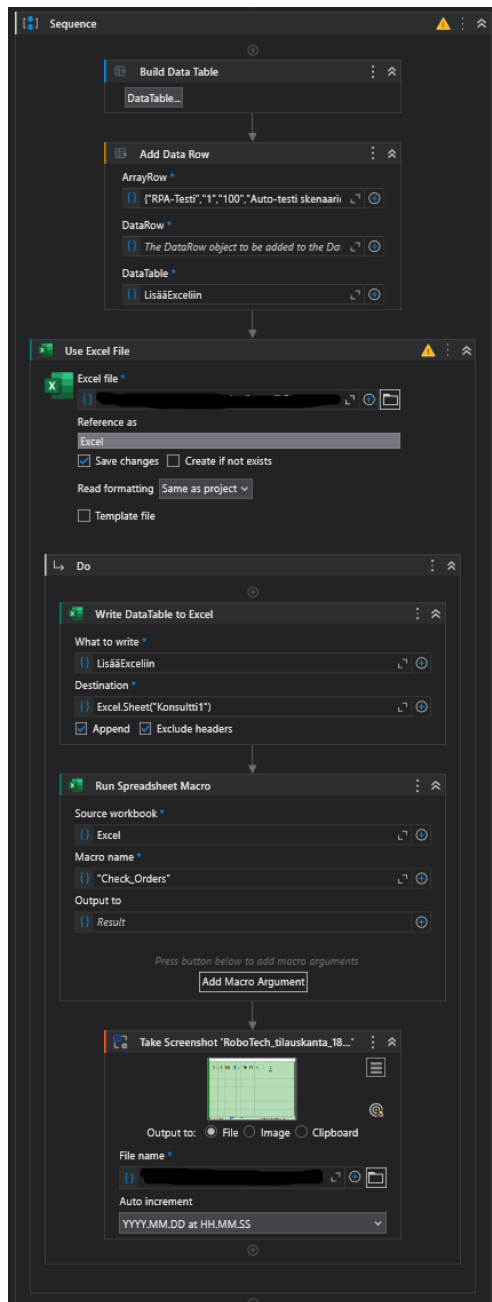 Sequence
Build Data Table
DataTable...
Add Data Row
ArrayRow *
{"RPA-Testi","1","100","Auto-testi skenaari
DataRow *
The DataRow object to be added to the Da
DataTable *
LisääExceliin
Use Excel File
Excel file *
Reference as
Excel
Save changes Create if not exists
Read formatting Same as project
Template file
Do
Write DataTable to Excel
What to write *
LisääExceliin
Destination *
Excel.Sheet("Konsultti1")
Append Exclude headers
Run Spreadsheet Macro
Source workbook *
Excel
Macro name *
"Check_Orders"
Output to
Result
Press button below to add macro arguments
Add Macro Argument
Take Screenshot 'RoboTech_tilauskanta_18...'
Output to: File Image Clipboard
File name *
Auto increment
YYYY.MM.DD at HH.MM.SS